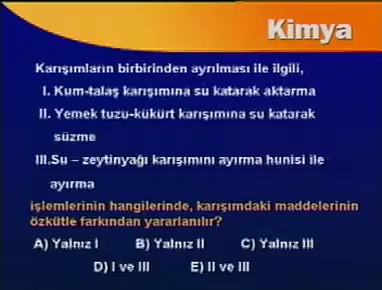 Kimya
Karışımların birbirinden ayrılması ile ilgili,
I. Kum-talaş karışımına su katarak aktarma
II. Yemek tuzu-kükürt karışımına su katarak
süzme
III.Su – zeytinyağı karışımını ayırma hunisi ile
ayırma
işlemlerinin hangilerinde, karışımdaki maddelerinin
özkütle farkından yararlanılır?
A) Yalnız I B) Yalnız II C) Yalnız III
D) I ve III E) II ve III